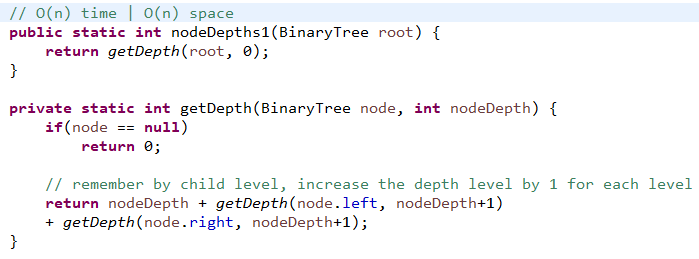 // O(n) time | O(n) space
public static int nodeDepths1(BinaryTree root) {
    return getDepth(root, 0);
}

private static int getDepth(BinaryTree node, int nodeDepth) {
    if(node == null)
        return 0;

    // remember by child level, increase the depth level by 1 for each level
    return nodeDepth + getDepth(node.left, nodeDepth+1)
    + getDepth(node.right, nodeDepth+1);
}